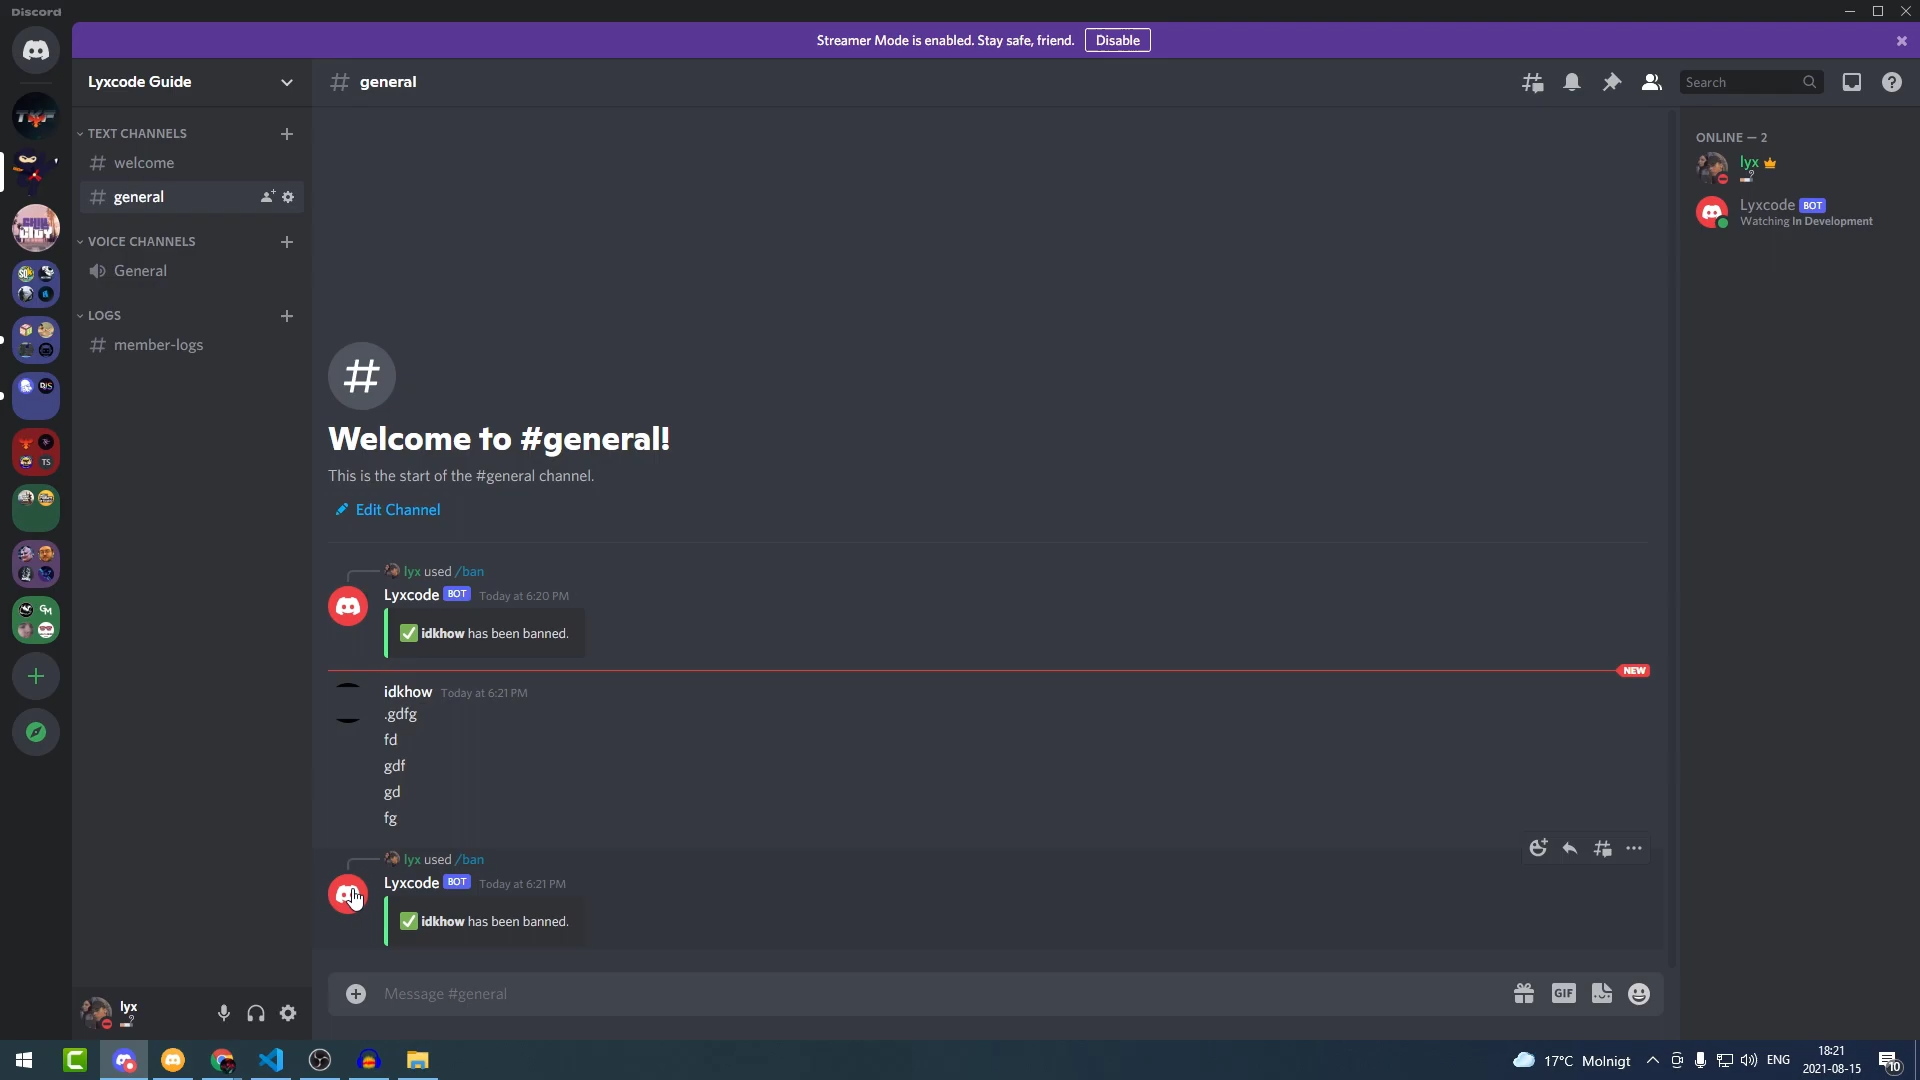 Discord
Streamer Mode is enabled. Stay safe, friend.
Disable
Lyxcode Guide
general
Search
TEXT CHANNELS
welcome
general
VOICE CHANNELS
General
LOGS
member-logs
ONLINE — 2
lyx
Lyxcode BOT
Watching In Development
Welcome to #general!
This is the start of the #general channel.
Edit Channel
lyx used /ban
Lyxcode BOT Today at 6:20 PM
idkhow has been banned.
NEW
idkhow Today at 6:21 PM
.gdfg
fd
gdf
gd
fg
lyx used /ban
Lyxcode BOT Today at 6:21 PM
idkhow has been banned.
Message #general
GIF
lyx
17°C Molnigt
ENG
18:21
2021-08-15
10